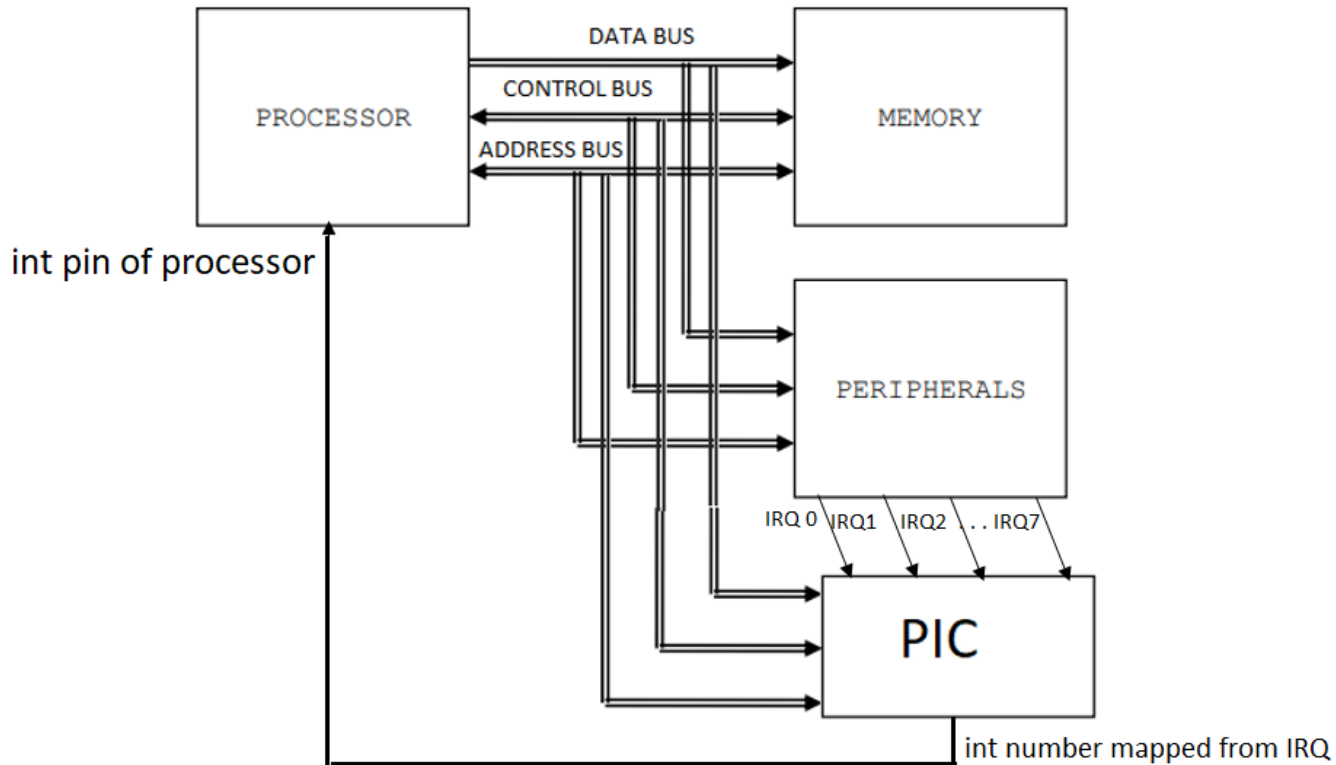 DATA BUS
CONTROL BUS
PROCESSOR
MEMORY
ADDRESS BUS
int pin of processor
PERIPHERALS
IRQ 0 IRQ1 IRQ2 . . . IRQ7
PIC
int number mapped from IRQ